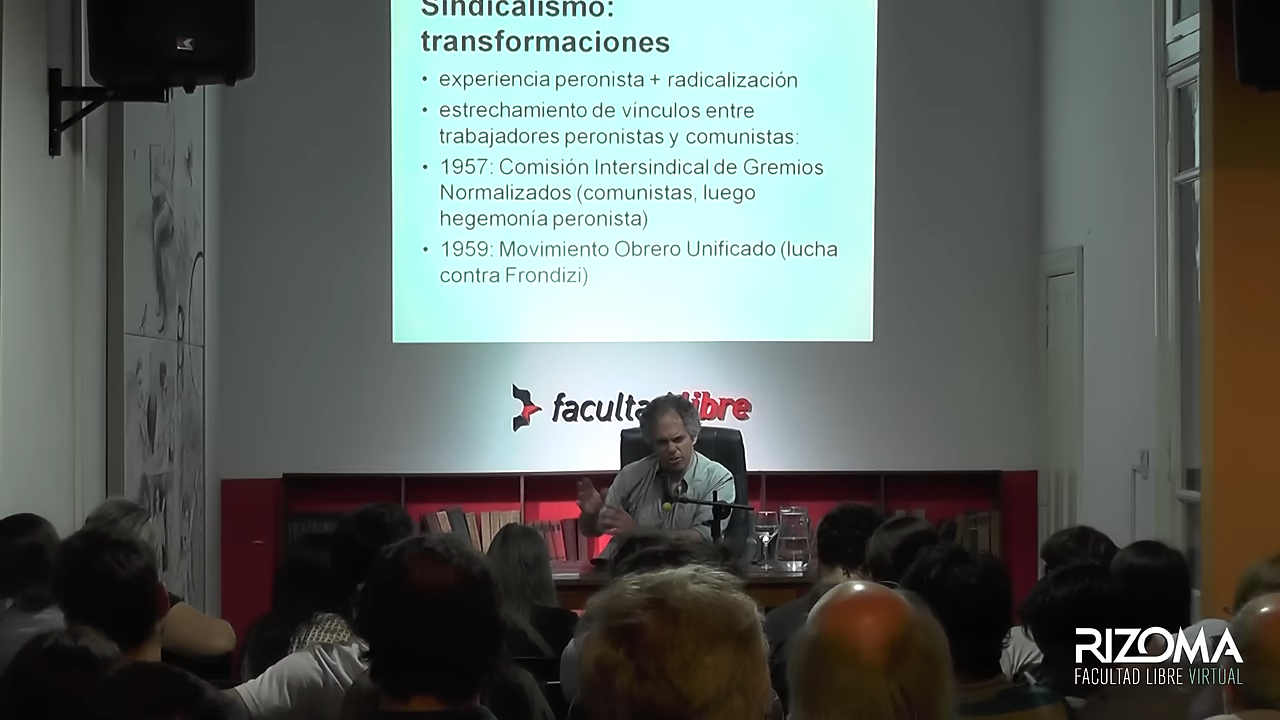 Sindicalismo:
transformaciones
• experiencia peronista + radicalización
• estrechamiento de vínculos entre
trabajadores peronistas y comunistas:
• 1957: Comisión Intersindical de Gremios
Normalizados (comunistas, luego
hegemonía peronista)
• 1959: Movimiento Obrero Unificado (lucha
contra Frondizi)
facultad libre
RIZOMA
FACULTAD LIBRE VIRTUAL